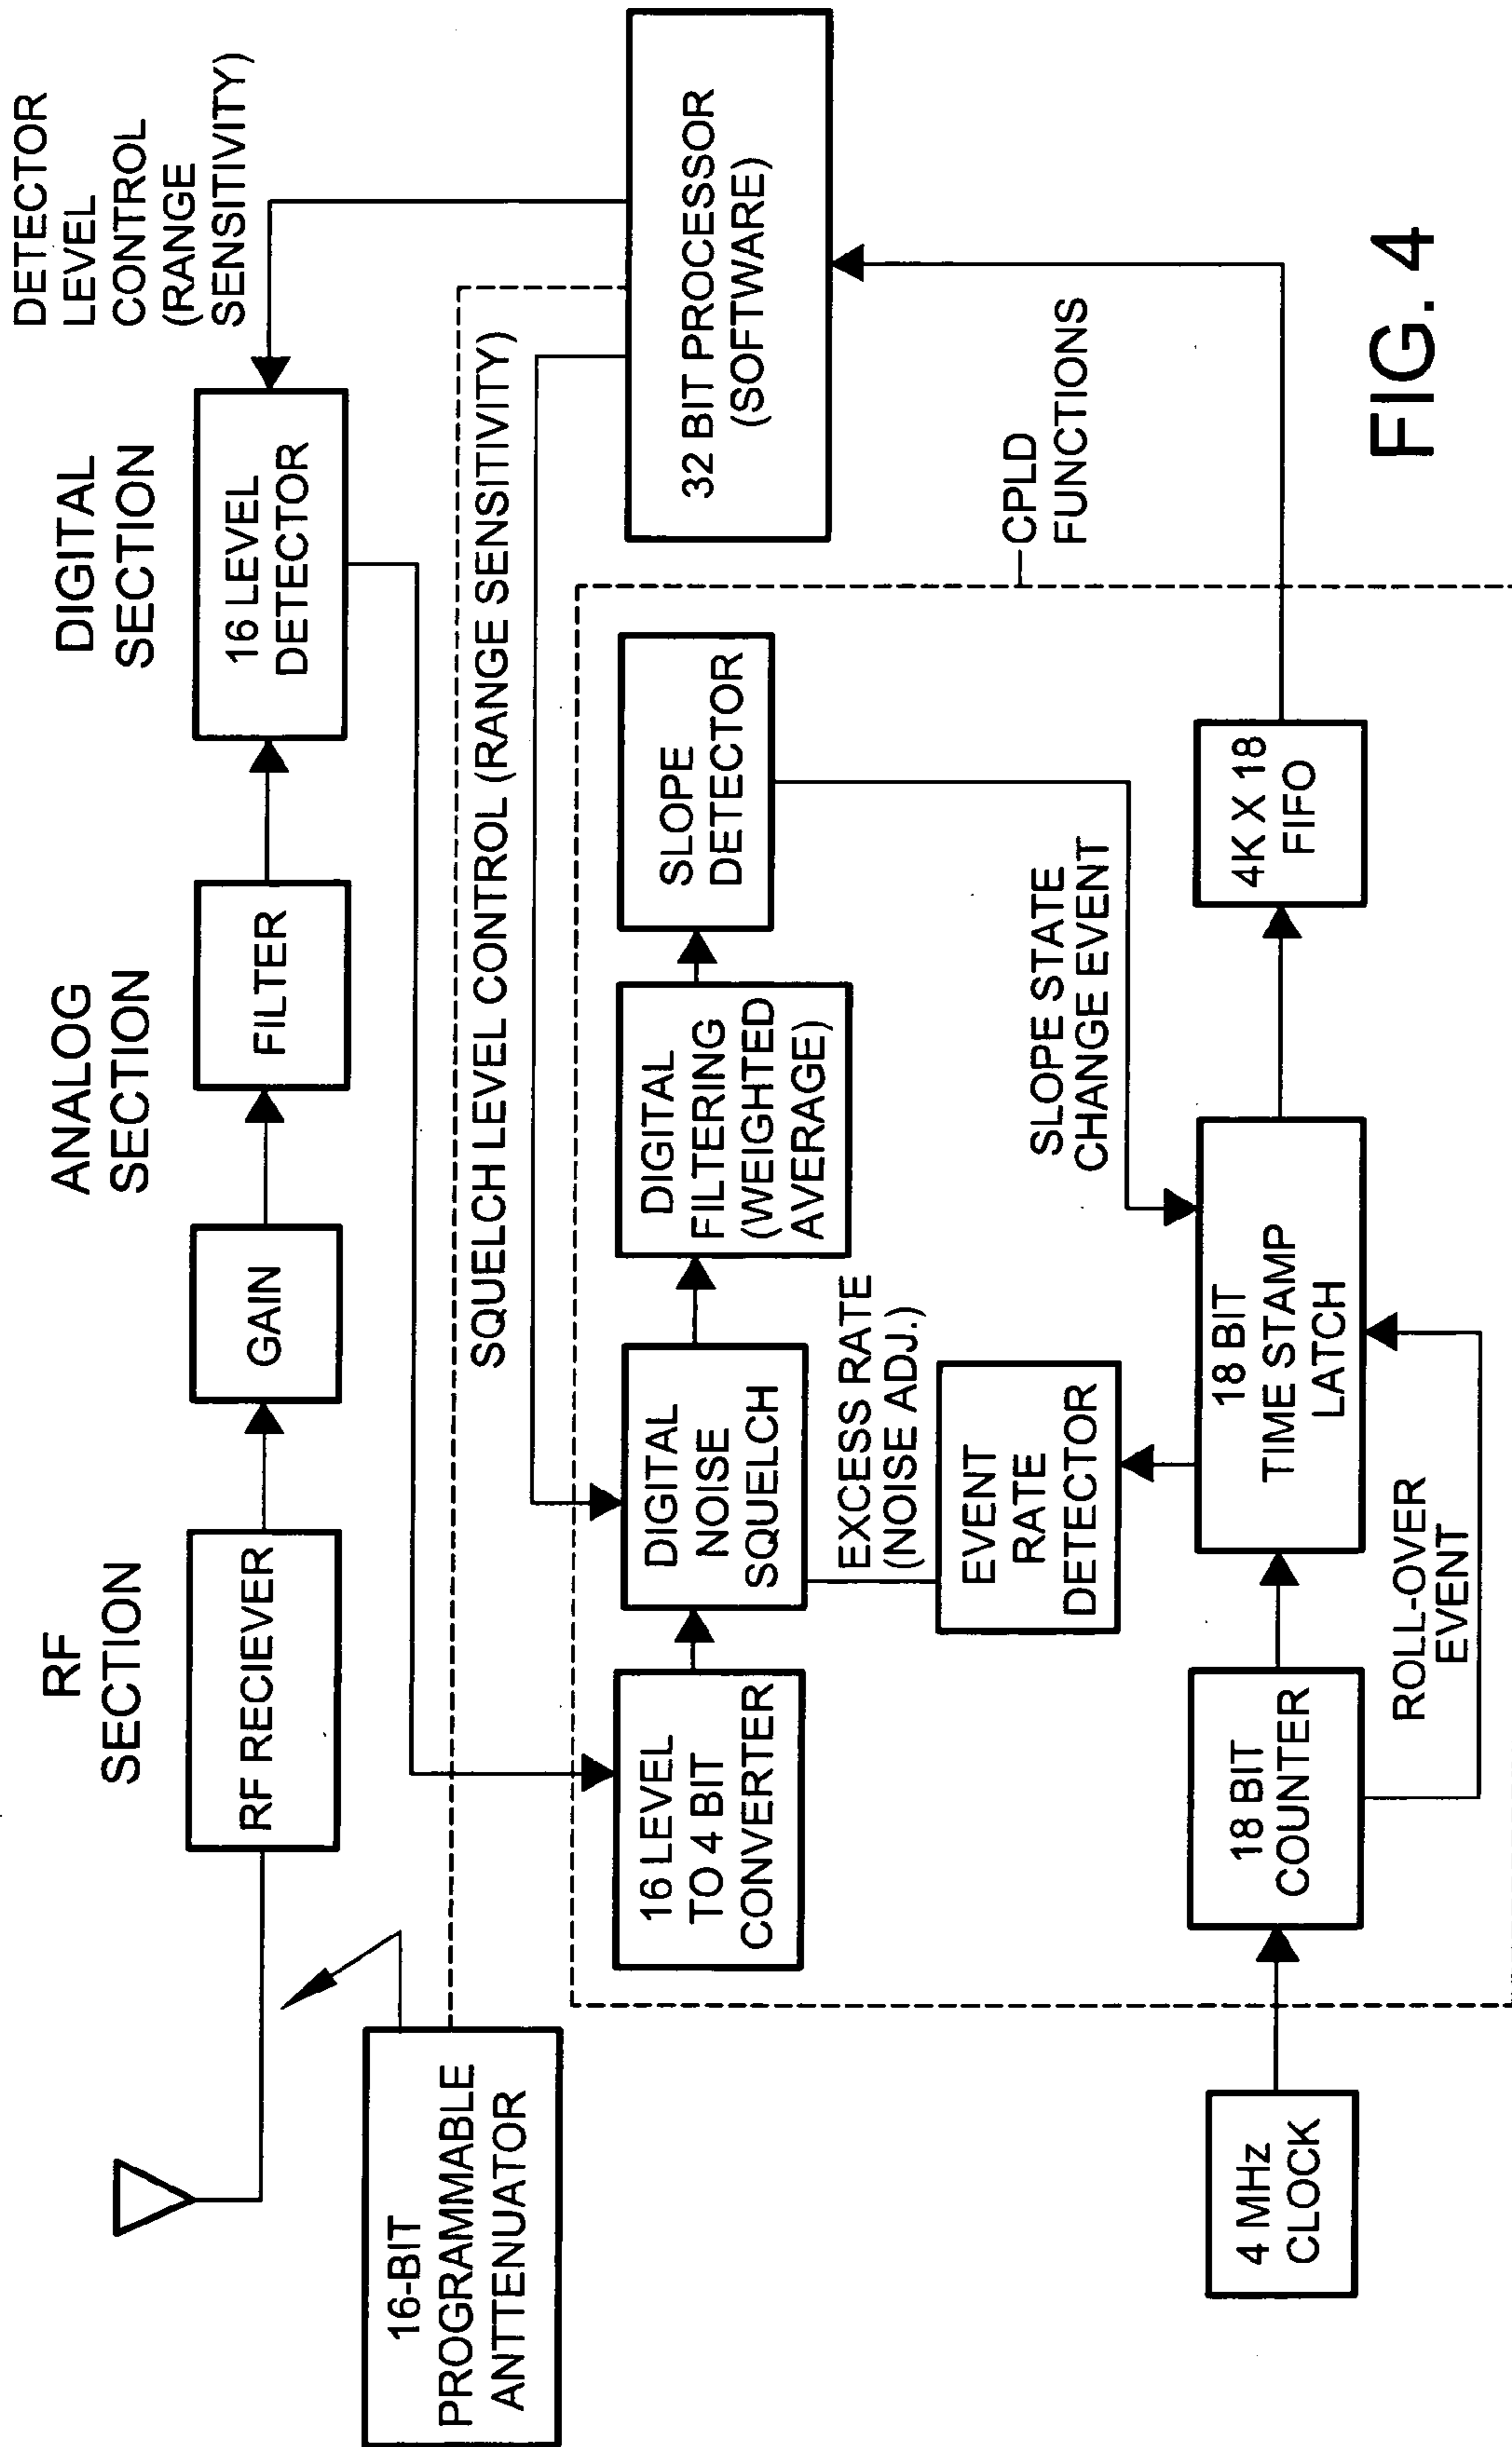 RF
SECTION
ANALOG
SECTION
DIGITAL
SECTION
DETECTOR
LEVEL
CONTROL
(RANGE
SENSITIVITY)
RF RECIEVER
GAIN
FILTER
16 LEVEL
DETECTOR
16-BIT
PROGRAMMABLE
ANTTENUATOR
SQUELCH LEVEL CONTROL (RANGE SENSITIVITY)
32 BIT PROCESSOR
(SOFTWARE)
16 LEVEL
TO 4 BIT
CONVERTER
DIGITAL
NOISE
SQUELCH
DIGITAL
FILTERING
(WEIGHTED
AVERAGE)
SLOPE
DETECTOR
EXCESS RATE
(NOISE ADJ.)
EVENT
RATE
DETECTOR
SLOPE STATE
CHANGE EVENT
CPLD
FUNCTIONS
4 MHz
CLOCK
18 BIT
COUNTER
18 BIT
TIME STAMP
LATCH
4K X 18
FIFO
ROLL-OVER
EVENT
FIG. 4